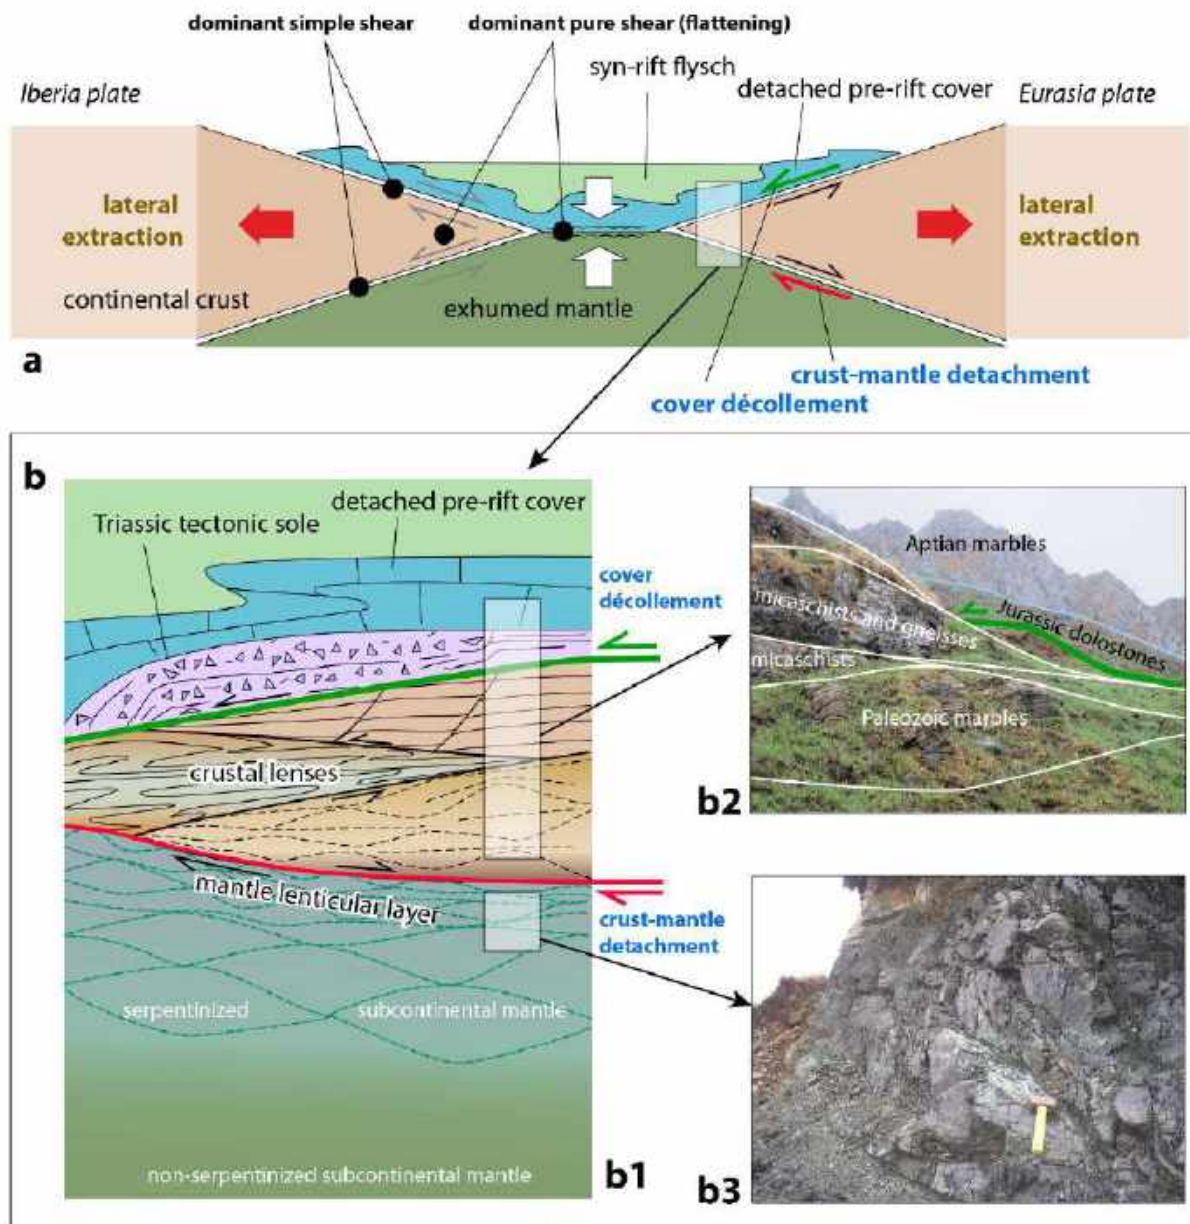 dominant simple shear
dominant pure shear (flattening)
syn-rift flysch
Iberia plate
detached pre-rift cover
Eurasia plate
lateral
extraction
lateral
extraction
continental crust
exhumed mantle
a
crust-mantle detachment
cover décollement
b
detached pre-rift cover
Triassic tectonic sole
cover
décollement
crustal lenses
mantle lenticular layer
crust-mantle
detachment
serpentinized
subcontinental mantle
non-serpentinized subcontinental mantle
b1
Aptian marbles
micaschists and gneisses
Jurassic dolostones
micaschists
Paleozoic marbles
b2
b3